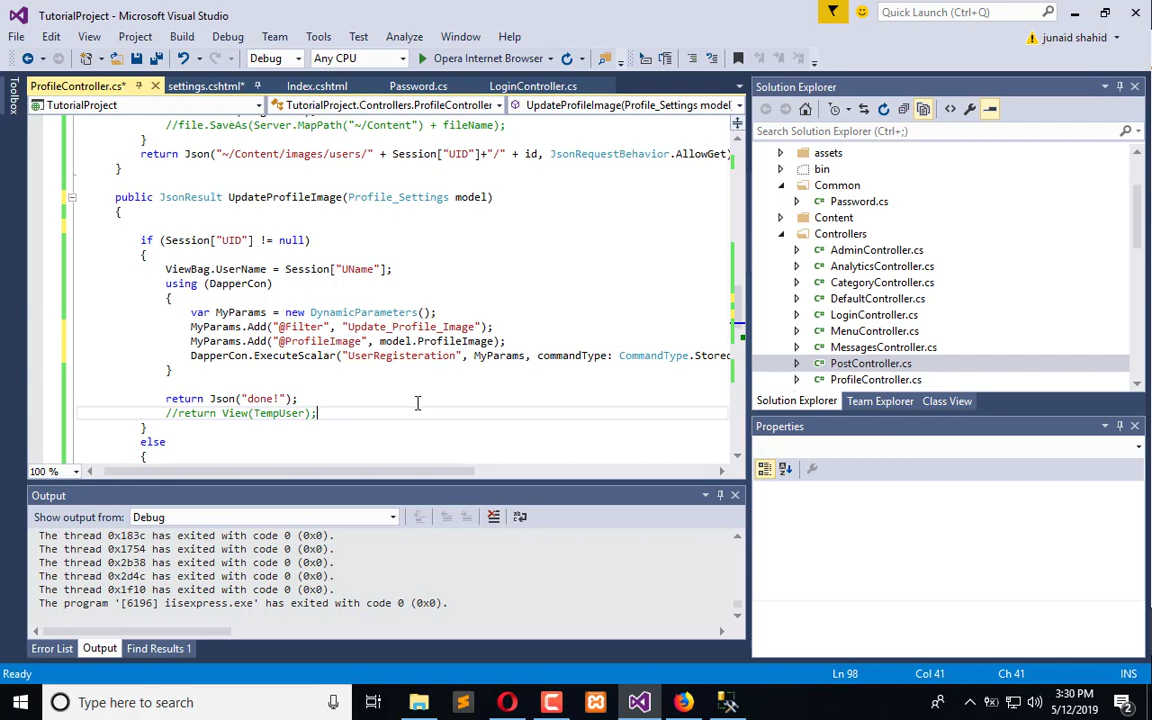 TutorialProject - Microsoft Visual Studio
Quick Launch (Ctrl+Q)
File Edit View Project Build Debug Team Tools Test Analyze Window Help
junaid shahid
Debug Any CPU Opera Internet Browser
Toolbox
ProfileController.cs* settings.cshtml* Index.cshtml Password.cs LoginController.cs
TutorialProject TutorialProject.Controllers.ProfileController UpdateProfileImage(Profile_Settings model)
//file.SaveAs(Server.MapPath("~/Content") + fileName);
}
return Json("~/Content/images/users/" + Session["UID"]+"/" + id, JsonRequestBehavior.AllowGet)
}
public JsonResult UpdateProfileImage(Profile_Settings model)
{
if (Session["UID"] != null)
{
ViewBag.UserName = Session["UName"];
using (DapperCon)
{
var MyParams = new DynamicParameters();
MyParams.Add("@Filter", "Update_Profile_Image");
MyParams.Add("@ProfileImage", model.ProfileImage);
DapperCon.ExecuteScalar("UserRegisteration", MyParams, commandType: CommandType.Stored
}
return Json("done!");
//return View(TempUser);
}
else
{
100 %
Output
Show output from: Debug
The thread 0x183c has exited with code 0 (0x0).
The thread 0x1754 has exited with code 0 (0x0).
The thread 0x2b38 has exited with code 0 (0x0).
The thread 0x2d4c has exited with code 0 (0x0).
The thread 0x1f10 has exited with code 0 (0x0).
The program '[6196] iisexpress.exe' has exited with code 0 (0x0).
Error List Output Find Results 1
Solution Explorer
Search Solution Explorer (Ctrl+;)
assets
bin
Common
Password.cs
Content
Controllers
AdminController.cs
AnalyticsController.cs
CategoryController.cs
DefaultController.cs
LoginController.cs
MenuController.cs
MessagesController.cs
PostController.cs
ProfileController.cs
Solution Explorer Team Explorer Class View
Properties
Ready Ln 98 Col 41 Ch 41 INS
Type here to search
3:30 PM
5/12/2019
2